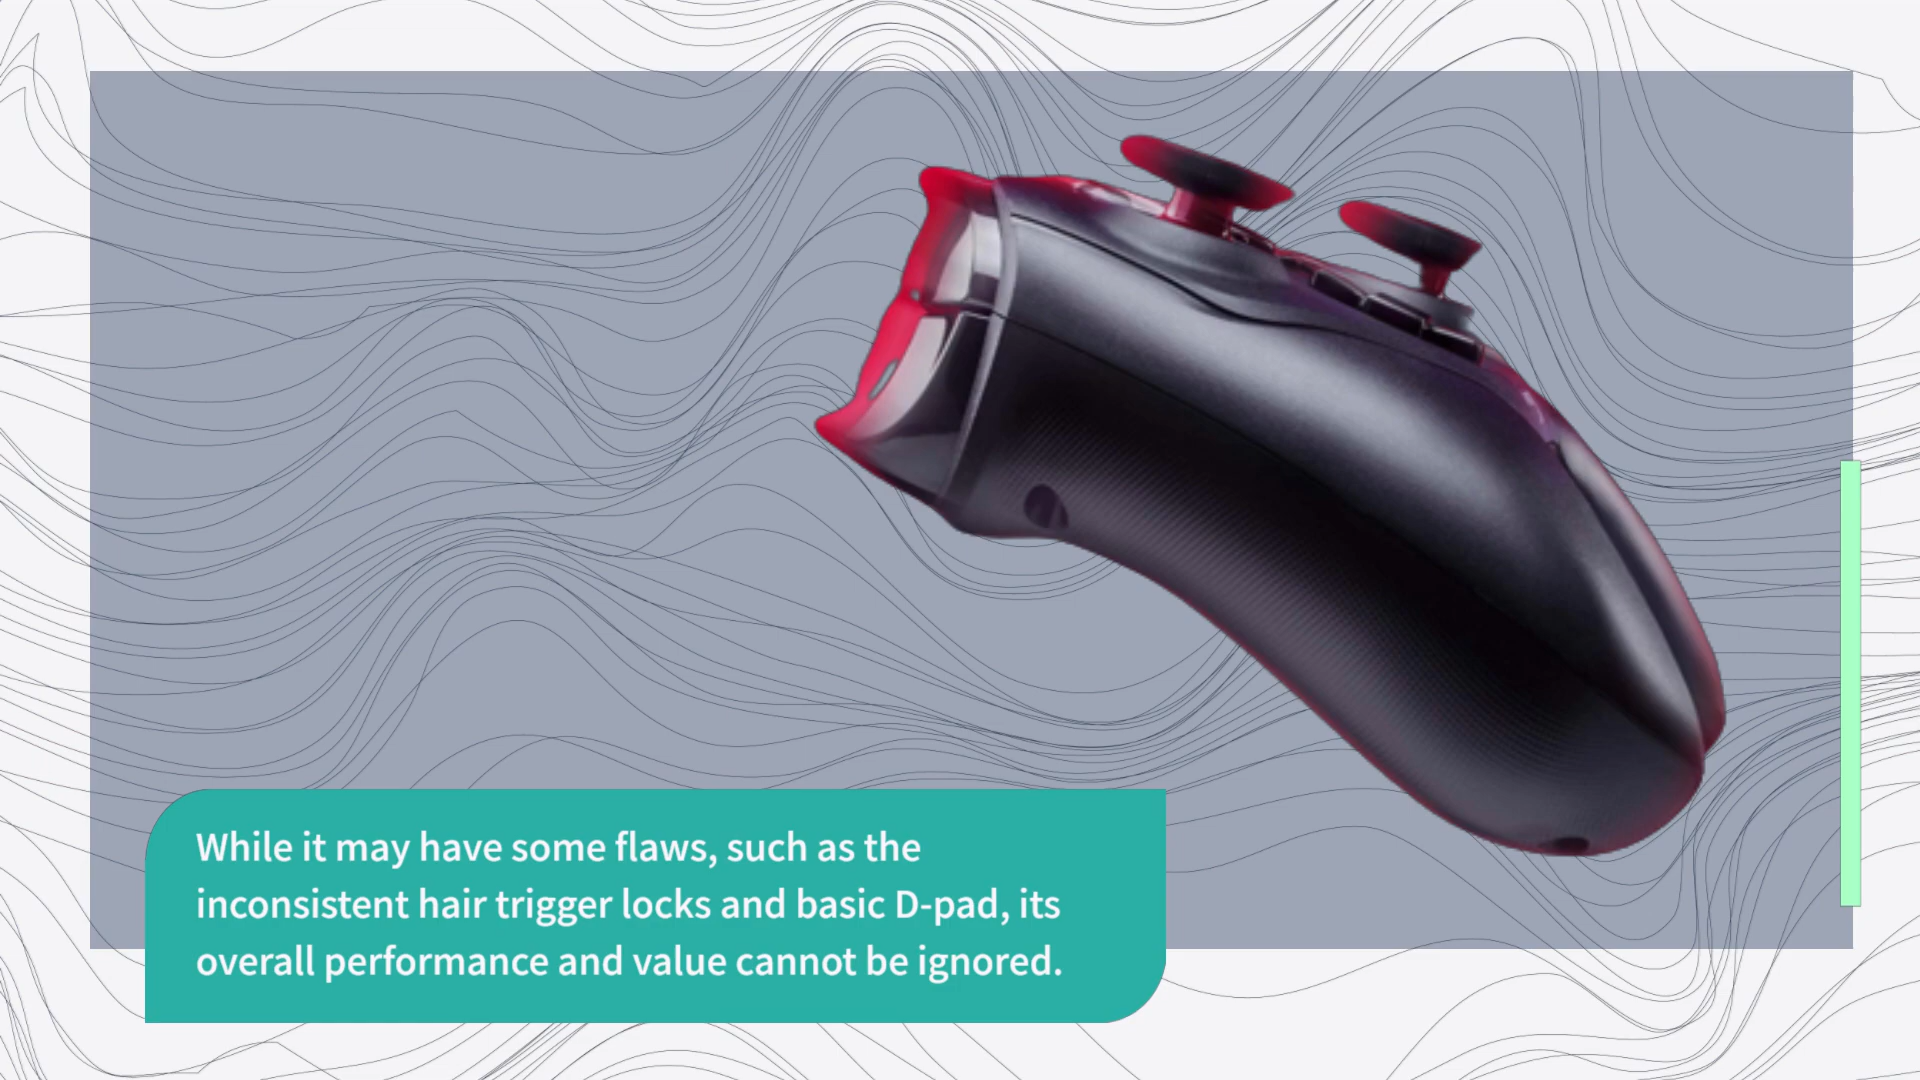 While it may have some flaws, such as the
inconsistent hair trigger locks and basic D-pad, its
overall performance and value cannot be ignored.